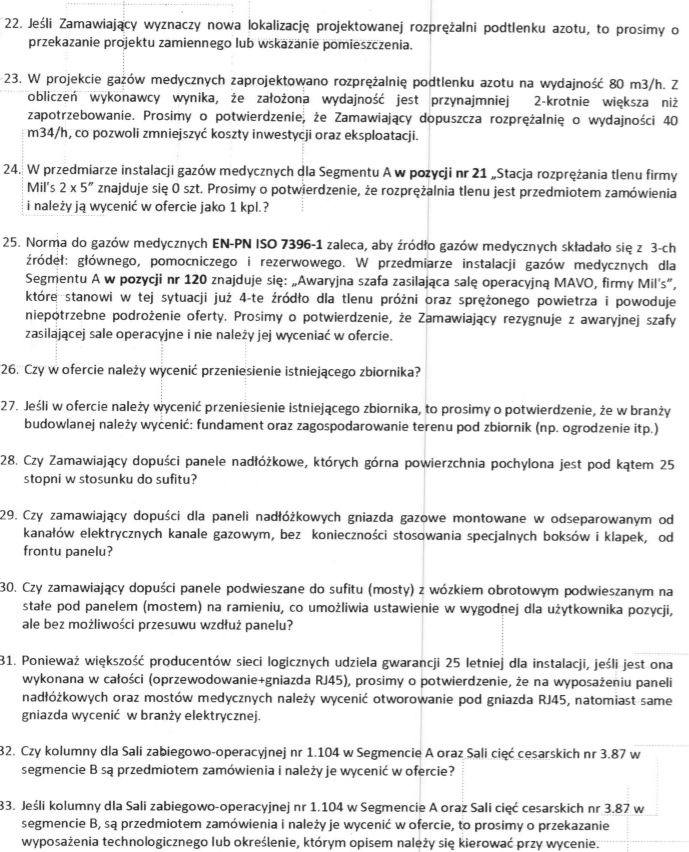 22. Jeśli Zamawiający wyznaczy nowa lokalizację projektowanej rozprężalni podtlenku azotu, to prosimy o
przekazanie projektu zamiennego lub wskazanie pomieszczenia.
23. W projekcie gazów medycznych zaprojektowano rozprężalnię podtlenku azotu na wydajność 80 m3/h. Z
obliczeń wykonawcy wynika, że założona wydajność jest przynajmniej 2-krotnie większa niż
zapotrzebowanie. Prosimy o potwierdzenie, że Zamawiający dopuszcza rozprężalnię o wydajności 40
m34/h, co pozwoli zmniejszyć koszty inwestycji oraz eksploatacji.
24. W przedmiarze instalacji gazów medycznych dla Segmentu A w pozycji nr 21 „Stacja rozprężania tlenu firmy
Mil's 2 x 5” znajduje się 0 szt. Prosimy o potwierdzenie, że rozprężalnia tlenu jest przedmiotem zamówienia
i należy ją wycenić w ofercie jako 1 kpl.?
25. Norma do gazów medycznych EN-PN ISO 7396-1 zaleca, aby źródło gazów medycznych składało się z 3-ch
źródeł: głównego, pomocniczego i rezerwowego. W przedmiarze instalacji gazów medycznych dla
Segmentu A w pozycji nr 120 znajduje się: „Awaryjna szafa zasilająca salę operacyjną MAVO, firmy Mil's”,
które stanowi w tej sytuacji już 4-te źródło dla tlenu próżni oraz sprężonego powietrza i powoduje
niepotrzebne podrożenie oferty. Prosimy o potwierdzenie, że Zamawiający rezygnuje z awaryjnej szafy
zasilającej sale operacyjne i nie należy jej wyceniać w ofercie.
26. Czy w ofercie należy wycenić przeniesienie istniejącego zbiornika?
27. Jeśli w ofercie należy wycenić przeniesienie istniejącego zbiornika, to prosimy o potwierdzenie, że w branży
budowlanej należy wycenić: fundament oraz zagospodarowanie terenu pod zbiornik (np. ogrodzenie itp.)
28. Czy Zamawiający dopuści panele nadłóżkowe, których górna powierzchnia pochylona jest pod kątem 25
stopni w stosunku do sufitu?
29. Czy zamawiający dopuści dla paneli nadłóżkowych gniazda gazowe montowane w odseparowanym od
kanałów elektrycznych kanale gazowym, bez konieczności stosowania specjalnych boksów i klapek, od
frontu panelu?
30. Czy zamawiający dopuści panele podwieszane do sufitu (mosty) z wózkiem obrotowym podwieszanym na
stałe pod panelem (mostem) na ramieniu, co umożliwia ustawienie w wygodnej dla użytkownika pozycji,
ale bez możliwości przesuwu wzdłuż panelu?
31. Ponieważ większość producentów sieci logicznych udziela gwarancji 25 letniej dla instalacji, jeśli jest ona
wykonana w całości (oprzewodowanie+gniazda RJ45), prosimy o potwierdzenie, że na wyposażeniu paneli
nadłóżkowych oraz mostów medycznych należy wycenić otworowanie pod gniazda RJ45, natomiast same
gniazda wycenić w branży elektrycznej.
32. Czy kolumny dla Sali zabiegowo-operacyjnej nr 1.104 w Segmencie A oraz Sali cięć cesarskich nr 3.87 w
segmencie B są przedmiotem zamówienia i należy je wycenić w ofercie?
33. Jeśli kolumny dla Sali zabiegowo-operacyjnej nr 1.104 w Segmencie A oraz Sali cięć cesarskich nr 3.87 w
segmencie B, są przedmiotem zamówienia i należy je wycenić w ofercie, to prosimy o przekazanie
wyposażenia technologicznego lub określenie, którym opisem należy się kierować przy wycenie.